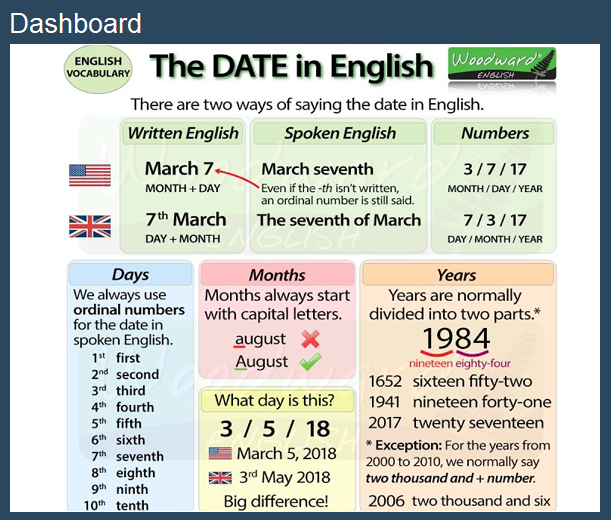 Dashboard
ENGLISH
VOCABULARY
The DATE in English
Woodward®
ENGLISH
There are two ways of saying the date in English.
Written English
Spoken English
Numbers
March 7
MONTH + DAY
March seventh
Even if the -th isn't written,
an ordinal number is still said.
3 / 7 / 17
MONTH / DAY / YEAR
7th March
DAY + MONTH
The seventh of March
7 / 3 / 17
DAY / MONTH / YEAR
Days
We always use
ordinal numbers
for the date in
spoken English.
1st first
2nd second
3rd third
4th fourth
5th fifth
6th sixth
7th seventh
8th eighth
9th ninth
10th tenth
Months
Months always start
with capital letters.
august
August
What day is this?
3 / 5 / 18
March 5, 2018
3rd May 2018
Big difference!
Years
Years are normally
divided into two parts.*
1984
nineteen eighty-four
1652 sixteen fifty-two
1941 nineteen forty-one
2017 twenty seventeen
* Exception: For the years from
2000 to 2010, we normally say
two thousand and + number.
2006 two thousand and six